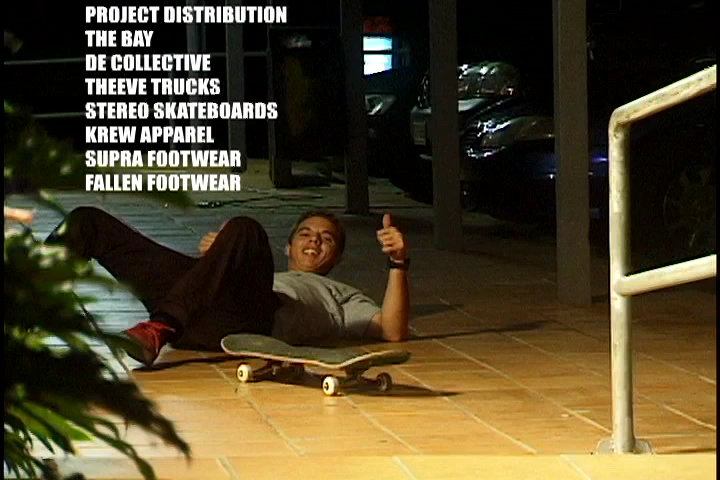 PROJECT DISTRIBUTION
THE BAY
DE COLLECTIVE
THEEVE TRUCKS
STEREO SKATEBOARDS
KREW APPAREL
SUPRA FOOTWEAR
FALLEN FOOTWEAR